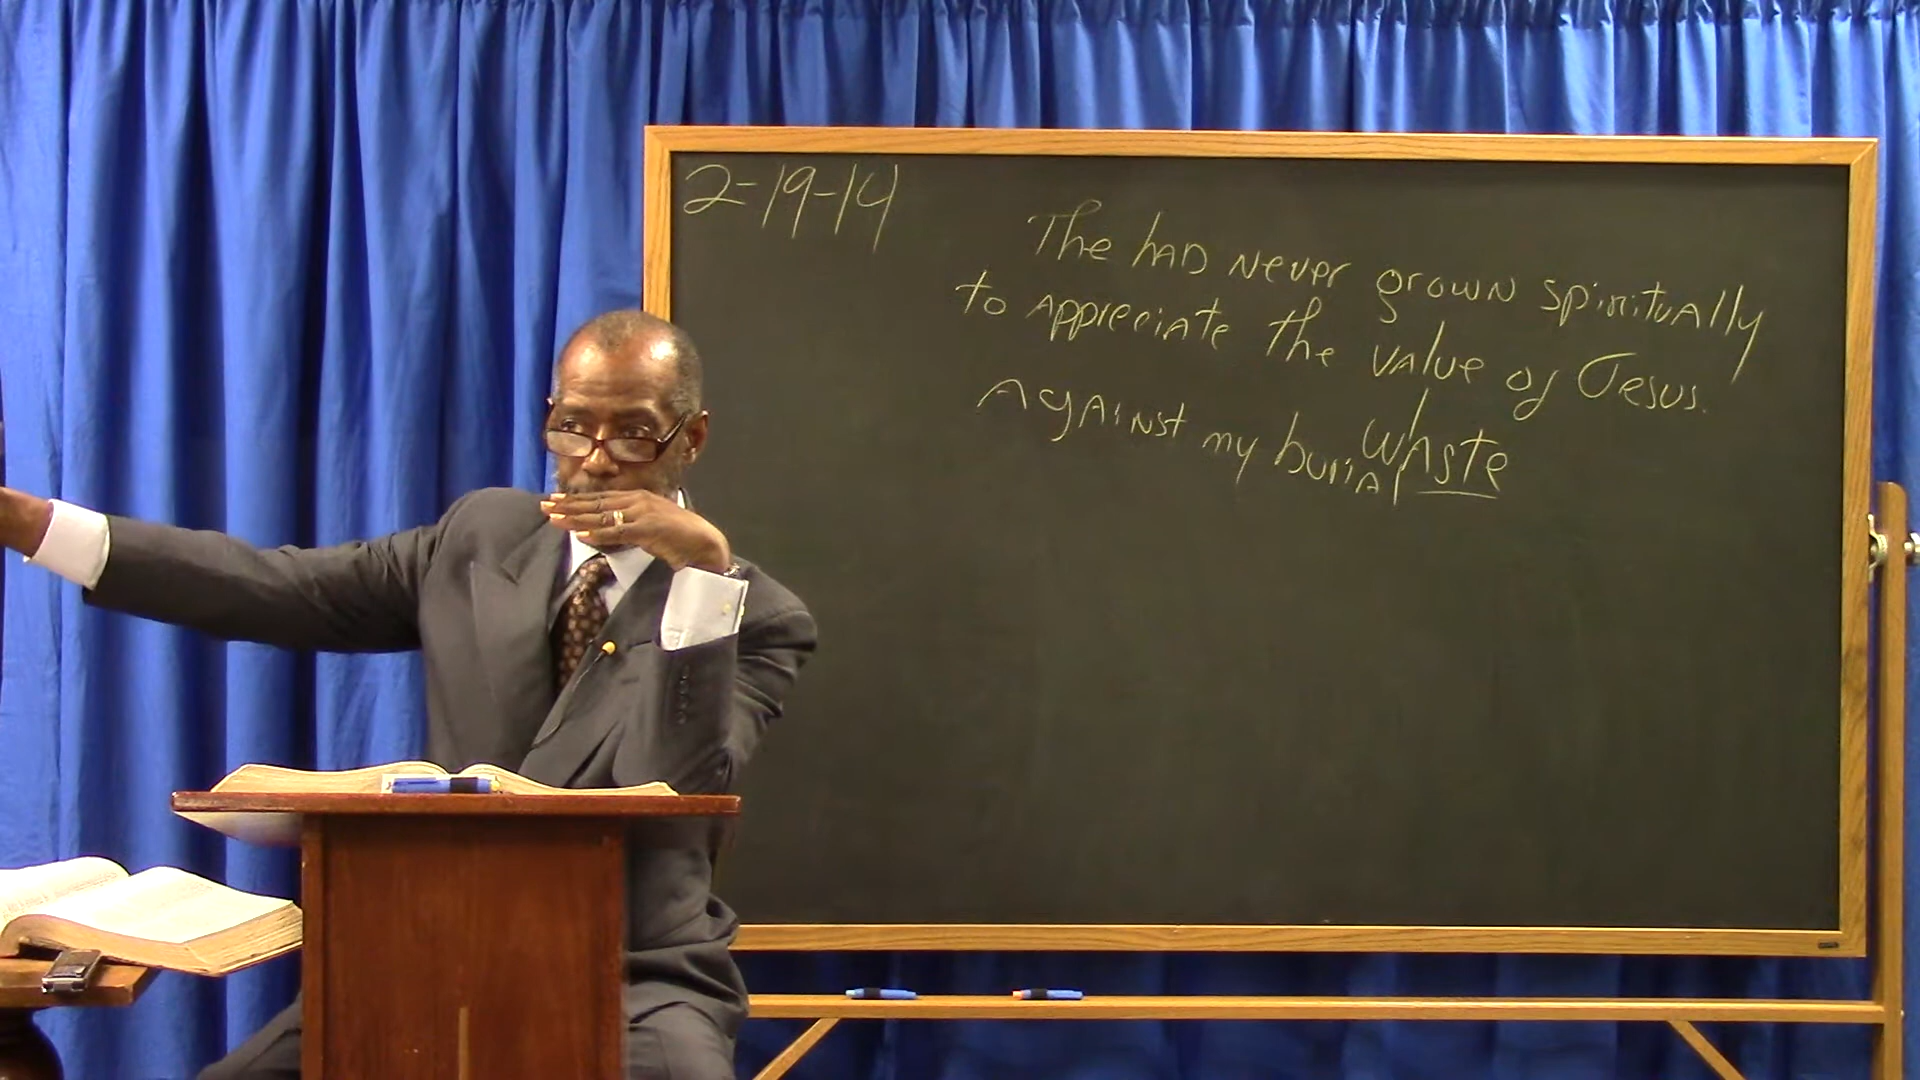 2-19-14
The had never grown spiritually
to appreciate the value of Jesus.
Against my burial
waste